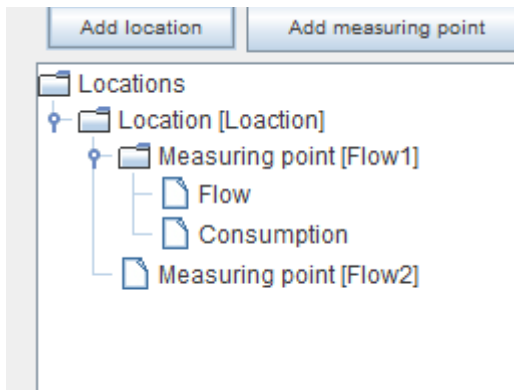 Add location Add measuring point
Locations
Location [Loaction]
Measuring point [Flow1]
Flow
Consumption
Measuring point [Flow2]